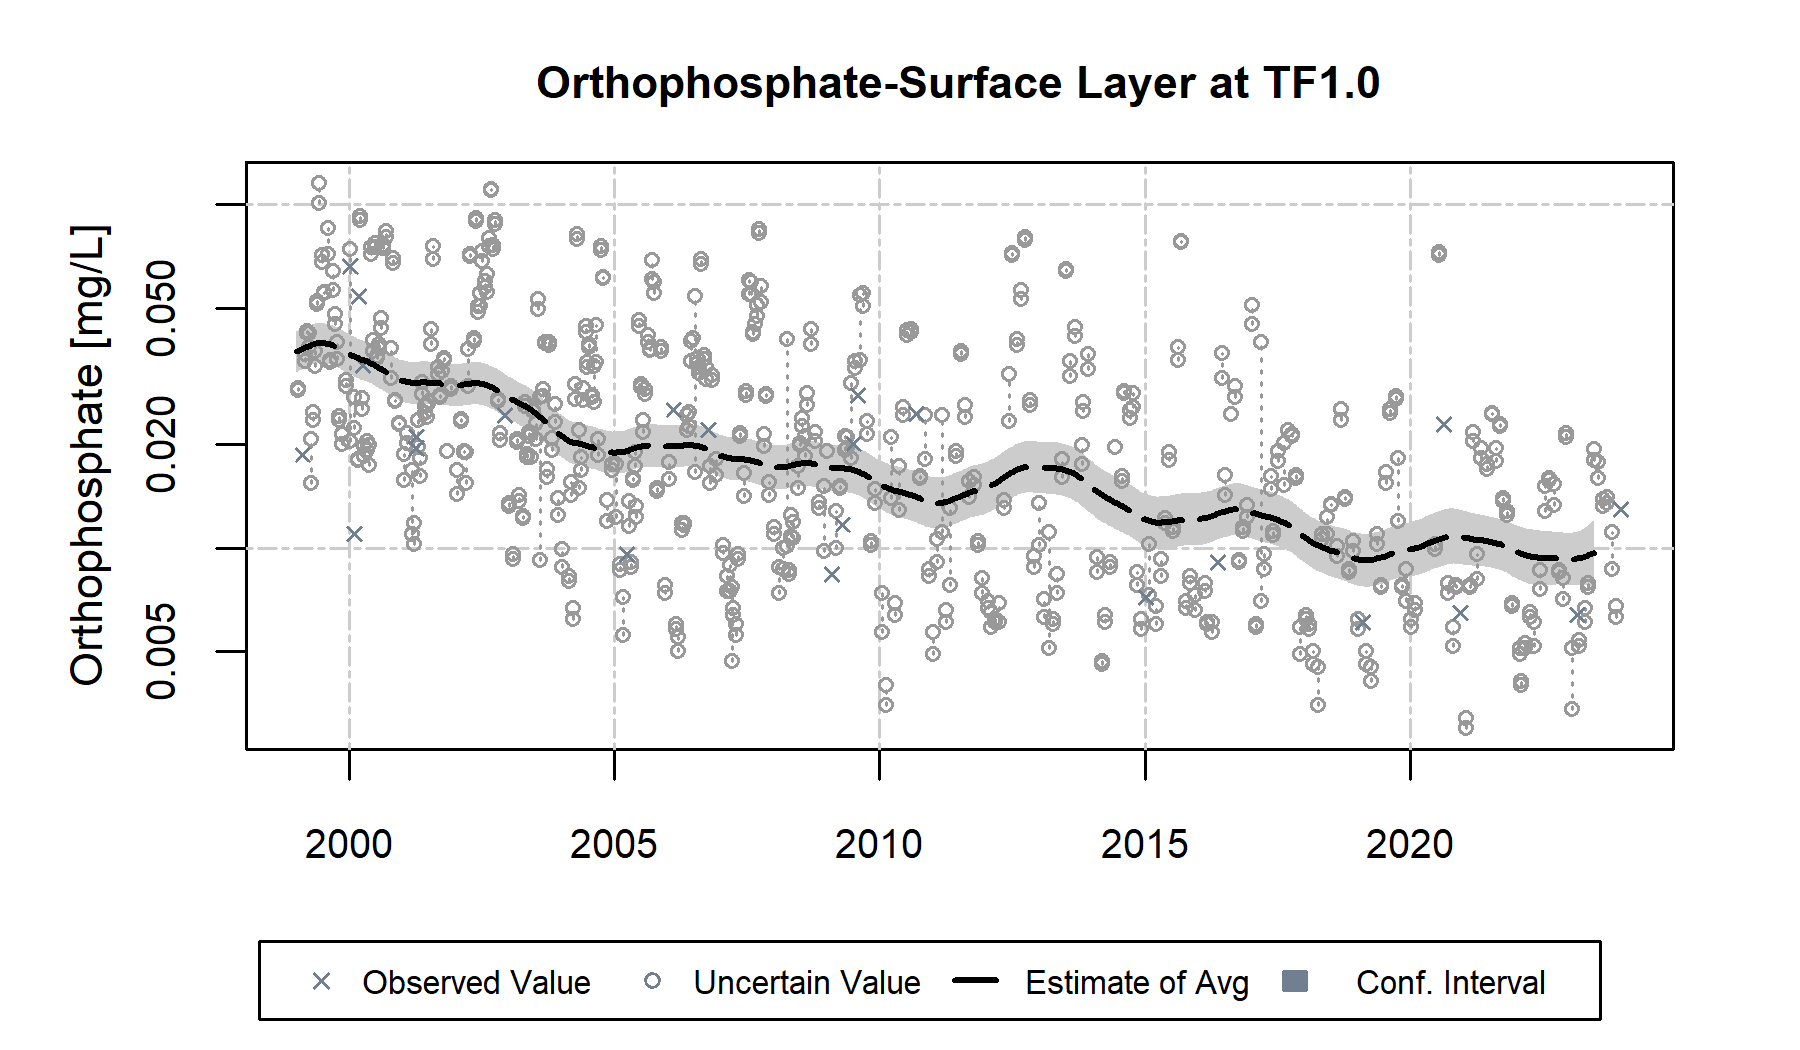 Orthophosphate-Surface Layer at TF1.0
Orthophosphate [mg/L]
0.050
0.020
0.005
2000 2005 2010 2015 2020
Observed Value Uncertain Value Estimate of Avg Conf. Interval